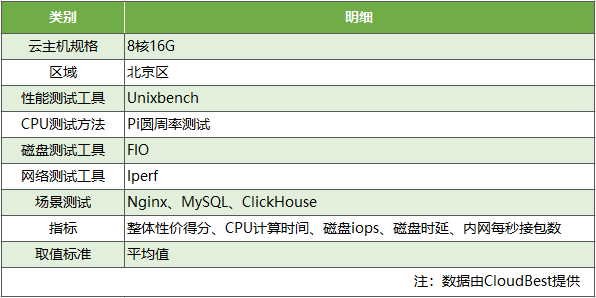 类别 明细
云主机规格 8核16G
区域 北京区
性能测试工具 Unixbench
CPU测试方法 Pi圆周率测试
磁盘测试工具 FIO
网络测试工具 Iperf
场景测试 Nginx、MySQL、ClickHouse
指标 整体性价得分、CPU计算时间、磁盘iops、磁盘时延、内网每秒接包数
取值标准 平均值
注：数据由CloudBest提供